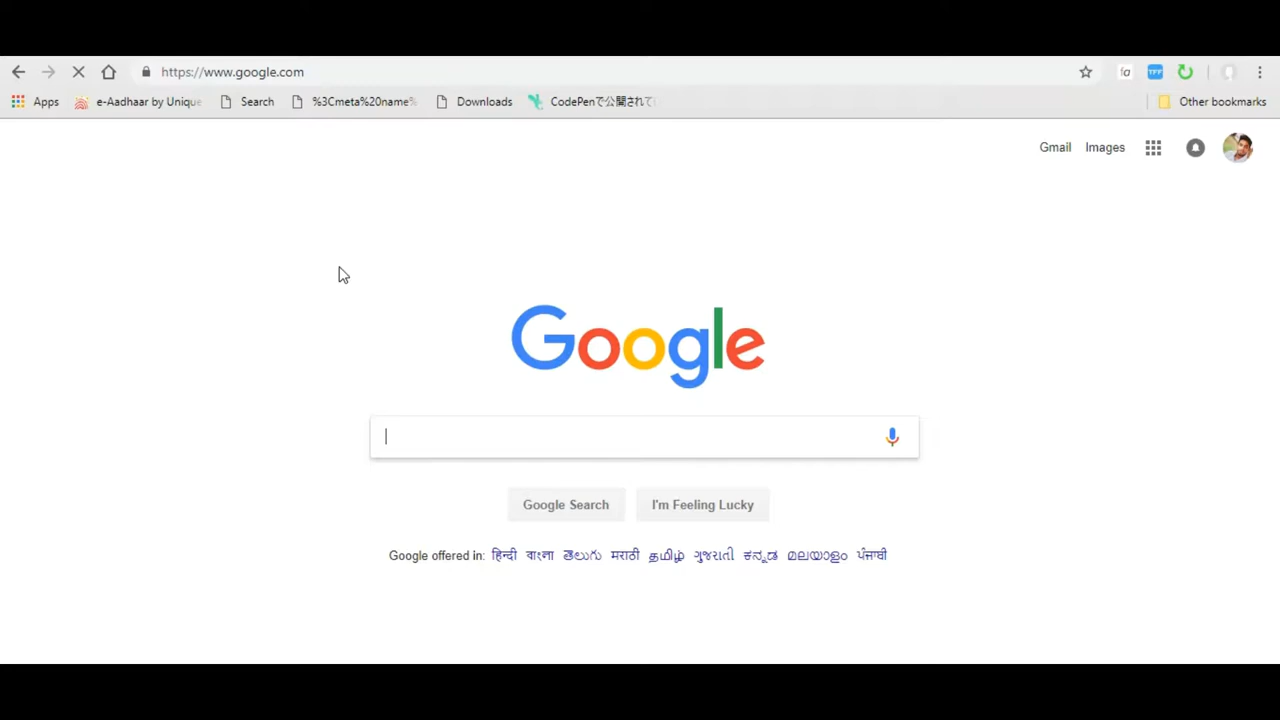 https://www.google.com
Apps e-Aadhaar by Unique Search %3Cmeta%20name% Downloads CodePenで公開されてい Other bookmarks
Gmail Images
Google
Google Search I'm Feeling Lucky
Google offered in: हिन्दी বাংলা తెలుగు मराठी தமிழ் ગુજરાતી ಕನ್ನಡ മലയാളം ਪੰਜਾਬੀ